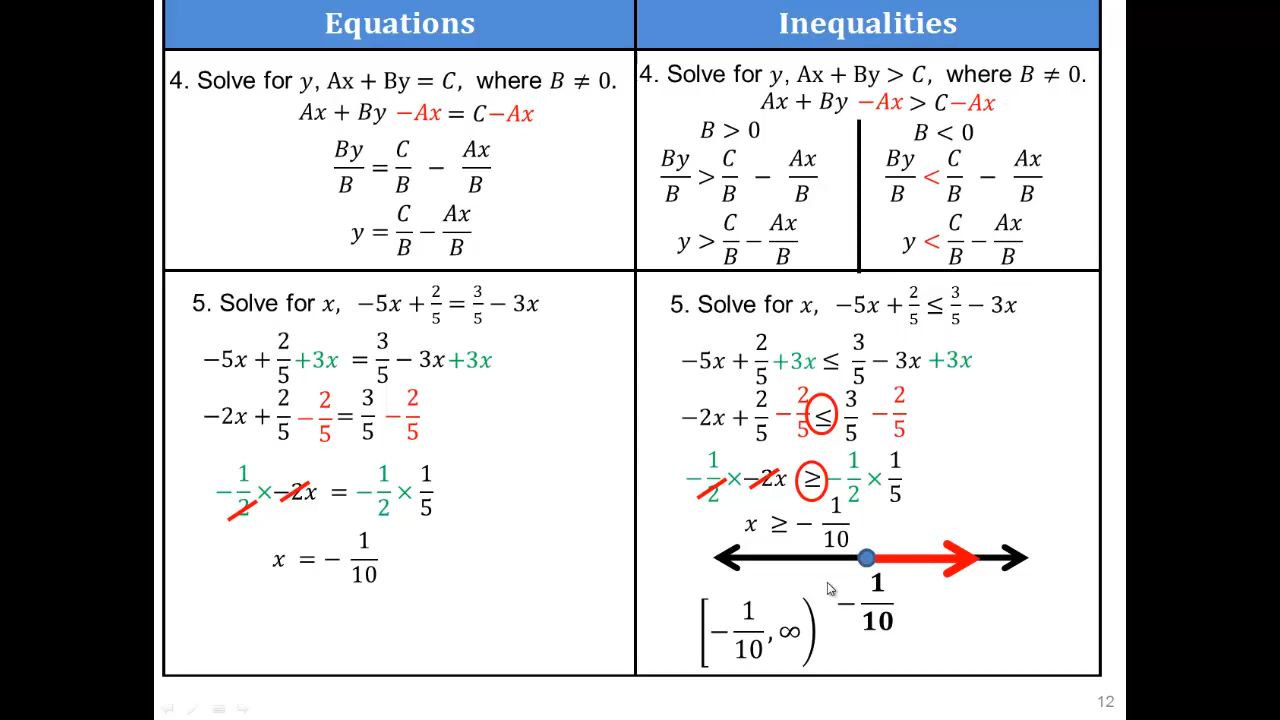 Equations
4. Solve for y, Ax + By = C, where B ≠ 0.
Ax + By −Ax = C−Ax
By/B = C/B − Ax/B
y = C/B − Ax/B
Inequalities
4. Solve for y, Ax + By > C, where B ≠ 0.
Ax + By −Ax > C−Ax
B > 0
By/B > C/B − Ax/B
y > C/B − Ax/B
B < 0
By/B < C/B − Ax/B
y < C/B − Ax/B
5. Solve for x, −5x + 2/5 = 3/5 − 3x
−5x + 2/5 +3x = 3/5 − 3x +3x
−2x + 2/5 − 2/5 = 3/5 − 2/5
−1/2 × −2x = −1/2 × 1/5
x = − 1/10
5. Solve for x, −5x + 2/5 ≤ 3/5 − 3x
−5x + 2/5 +3x ≤ 3/5 − 3x +3x
−2x + 2/5 − 2/5 ≤ 3/5 − 2/5
−1/2 × −2x ≥ −1/2 × 1/5
x ≥ − 1/10
− 1/10
[− 1/10, ∞)
12